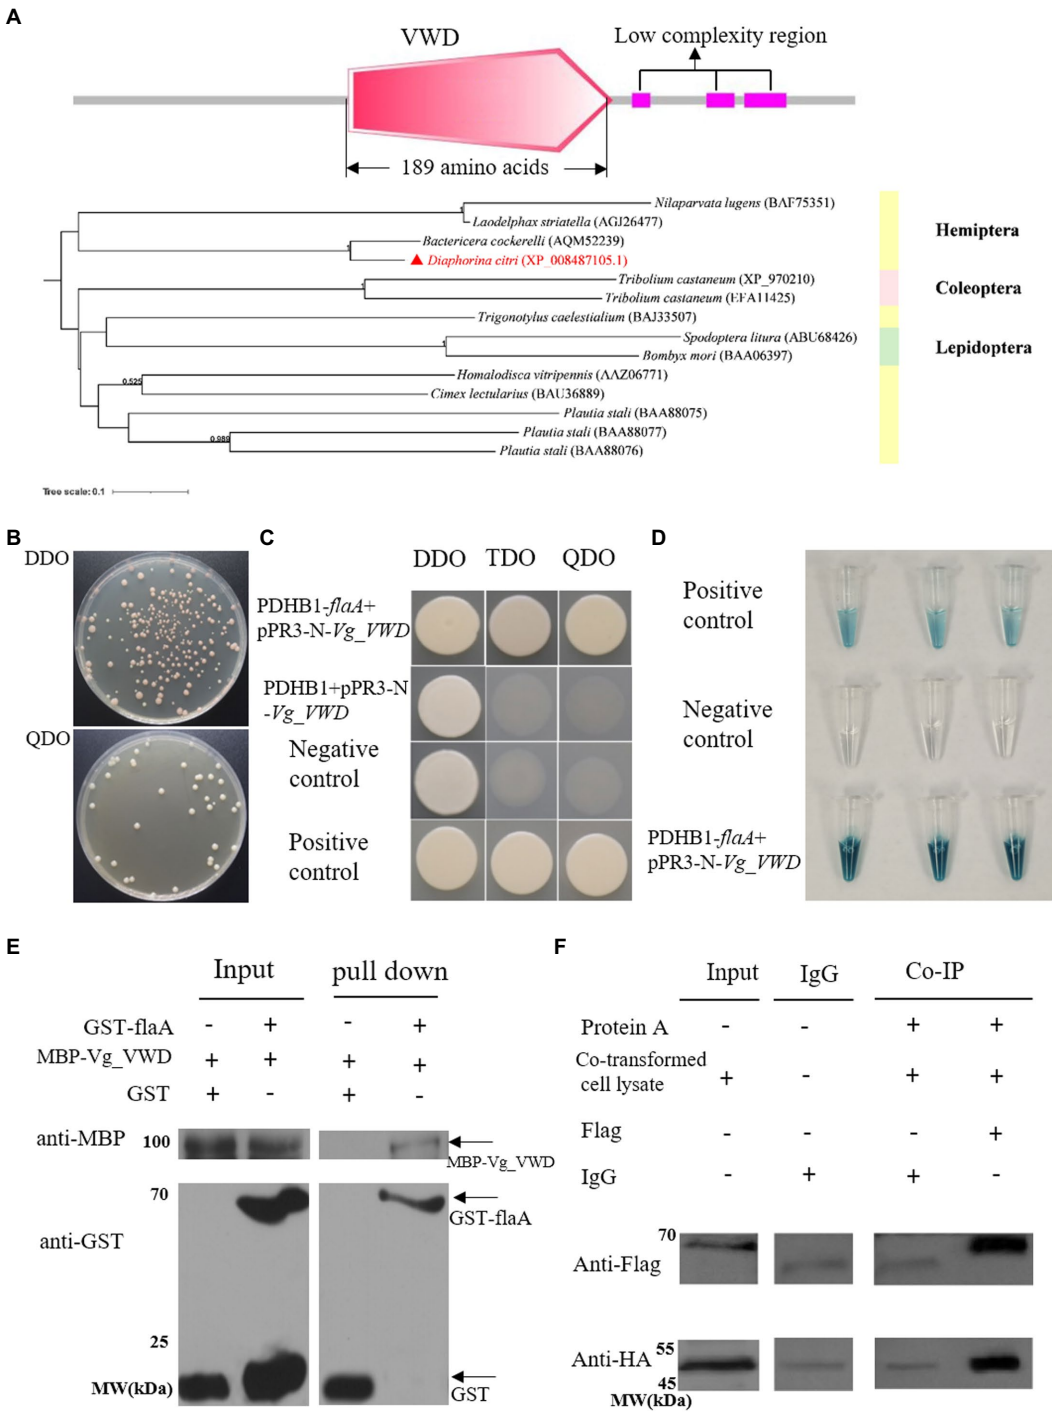 A
VWD
Low complexity region
189 amino acids
Nilaparvata lugens (BAF75351)
Laodelphax striatella (AGJ26477)
Bactericera cockerelli (AQM52239)
Diaphorina citri (XP_008487105.1)
Tribolium castaneum (XP_970210)
Tribolium castaneum (EFA11425)
Trigonotylus caelestialium (BAJ33507)
Spodoptera litura (ABU68426)
Bombyx mori (BAA06397)
Homalodisca vitripennis (AAZ06771)
Cimex lectularius (BAU36889)
Plautia stali (BAA88075)
Plautia stali (BAA88077)
Plautia stali (BAA88076)
1
1
1
0.525
0.989
Hemiptera
Coleoptera
Lepidoptera
Tree scale: 0.1
B
DDO
QDO
C
DDO TDO QDO
PDHB1-flaA+
pPR3-N-Vg_VWD
PDHB1+pPR3-N
-Vg_VWD
Negative
control
Positive
control
D
Positive
control
Negative
control
PDHB1-flaA+
pPR3-N-Vg_VWD
E
Input pull down
GST-flaA - + - +
MBP-Vg_VWD + + + +
GST + - + -
anti-MBP 100
MBP-Vg_VWD
70
GST-flaA
anti-GST
25
MW(kDa)
GST
F
Input IgG Co-IP
Protein A - - + +
Co-transformed
cell lysate + - + +
Flag - - - +
IgG - + + -
70
Anti-Flag
55
Anti-HA
45
MW(kDa)